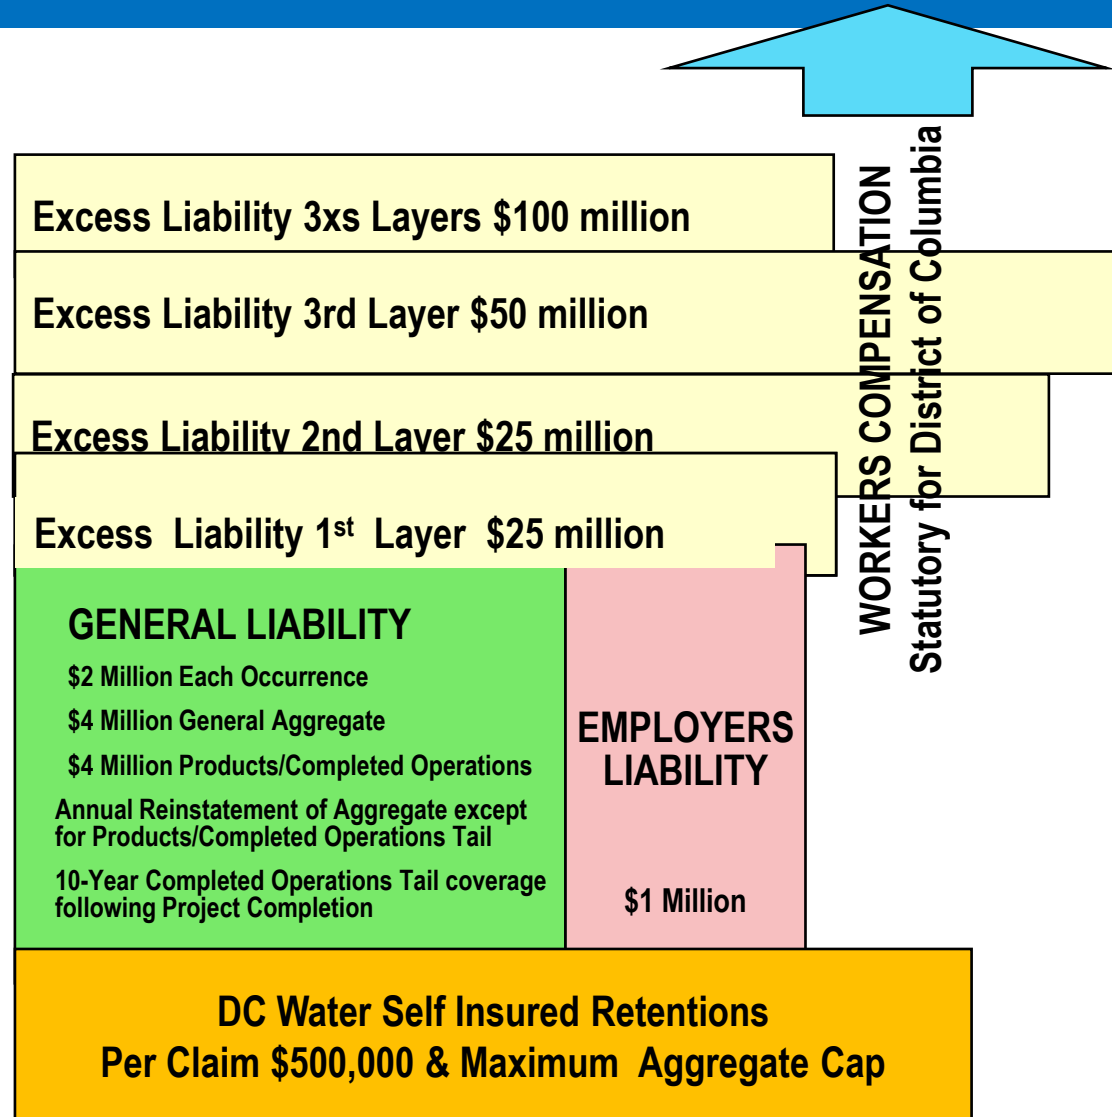 Excess Liability 3xs Layers $100 million
Excess Liability 3rd Layer $50 million
Excess Liability 2nd Layer $25 million
Excess Liability 1st Layer $25 million
GENERAL LIABILITY
$2 Million Each Occurrence
$4 Million General Aggregate
$4 Million Products/Completed Operations
Annual Reinstatement of Aggregate except
for Products/Completed Operations Tail
10-Year Completed Operations Tail coverage
following Project Completion
EMPLOYERS
LIABILITY
$1 Million
WORKERS COMPENSATION
Statutory for District of Columbia
DC Water Self Insured Retentions
Per Claim $500,000 & Maximum Aggregate Cap